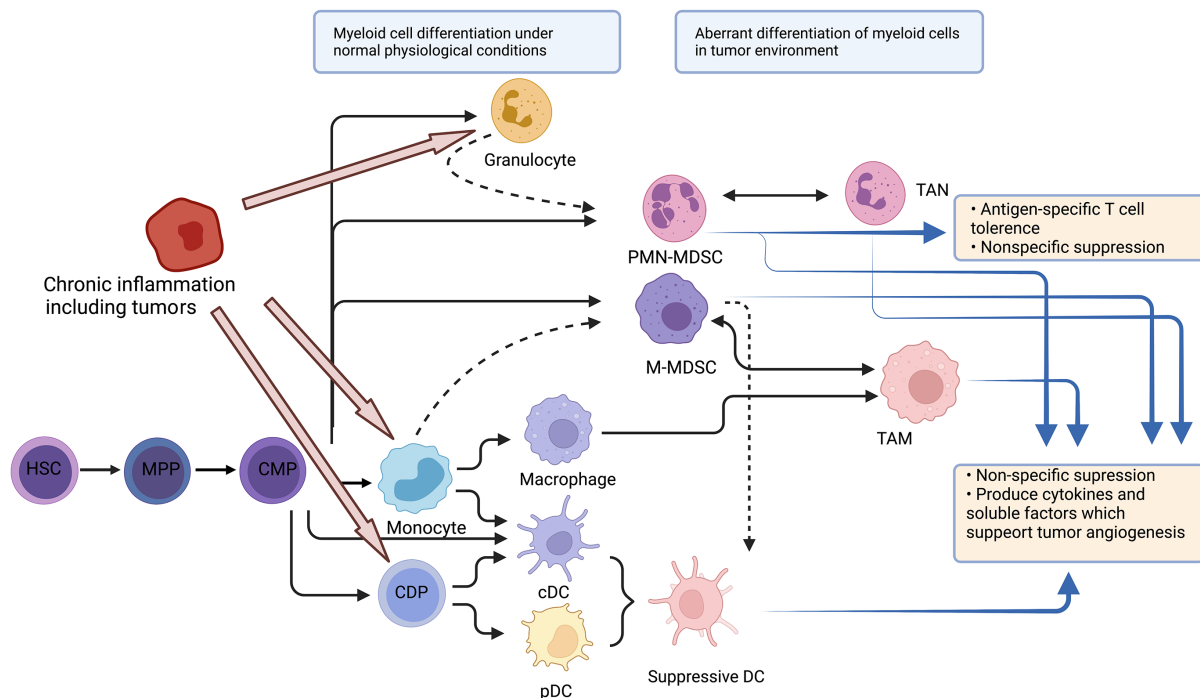 Myeloid cell differentiation under
normal physiological conditions
Aberrant differentiation of myeloid cells
in tumor environment
Granulocyte
TAN
• Antigen-specific T cell
tolerence
• Nonspecific suppression
PMN-MDSC
Chronic inflammation
including tumors
M-MDSC
TAM
HSC
MPP
CMP
Macrophage
• Non-specific supression
• Produce cytokines and
soluble factors which
suppeort tumor angiogenesis
Monocyte
CDP
cDC
Suppressive DC
pDC